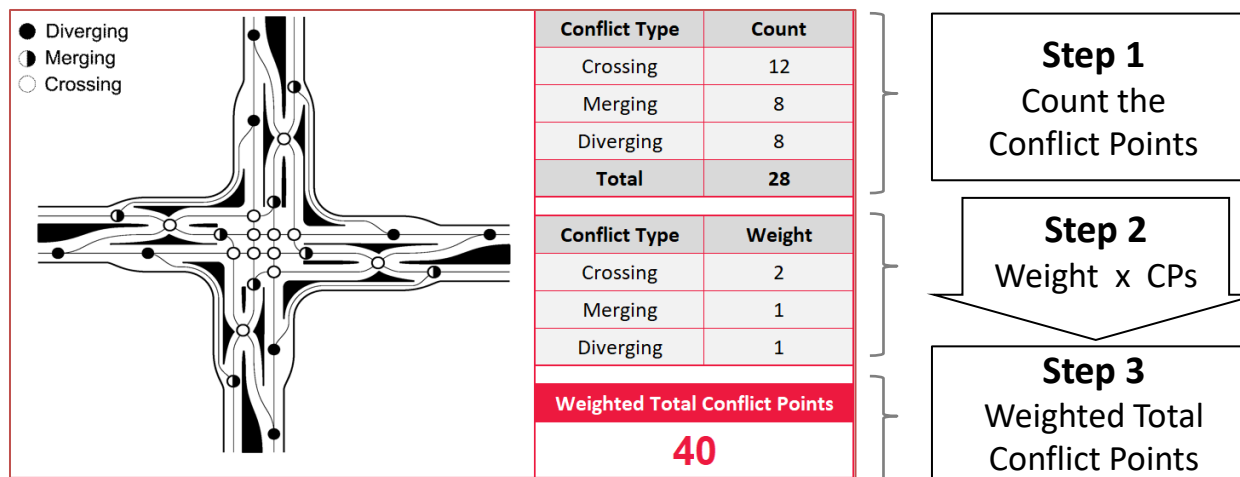 Diverging
Merging
Crossing
Conflict Type Count
Crossing 12
Merging 8
Diverging 8
Total 28
Conflict Type Weight
Crossing 2
Merging 1
Diverging 1
Weighted Total Conflict Points
40
Step 1
Count the
Conflict Points
Step 2
Weight x CPs
Step 3
Weighted Total
Conflict Points